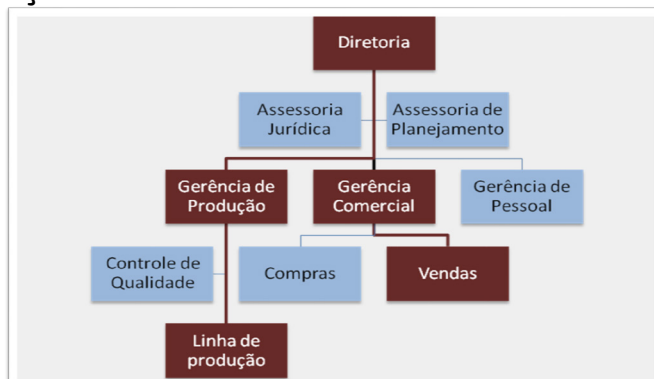 Diretoria
Assessoria
Jurídica
Assessoria de
Planejamento
Gerência de
Produção
Gerência
Comercial
Gerência de
Pessoal
Controle de
Qualidade
Compras
Vendas
Linha de
produção